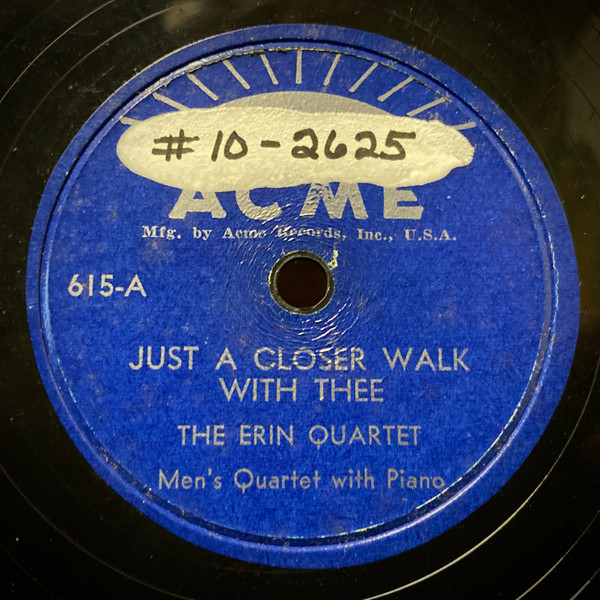 #10-2625
ACME
Mfg. by Acme Records, Inc., U.S.A.
615-A
JUST A CLOSER WALK
WITH THEE
THE ERIN QUARTET
Men's Quartet with Piano